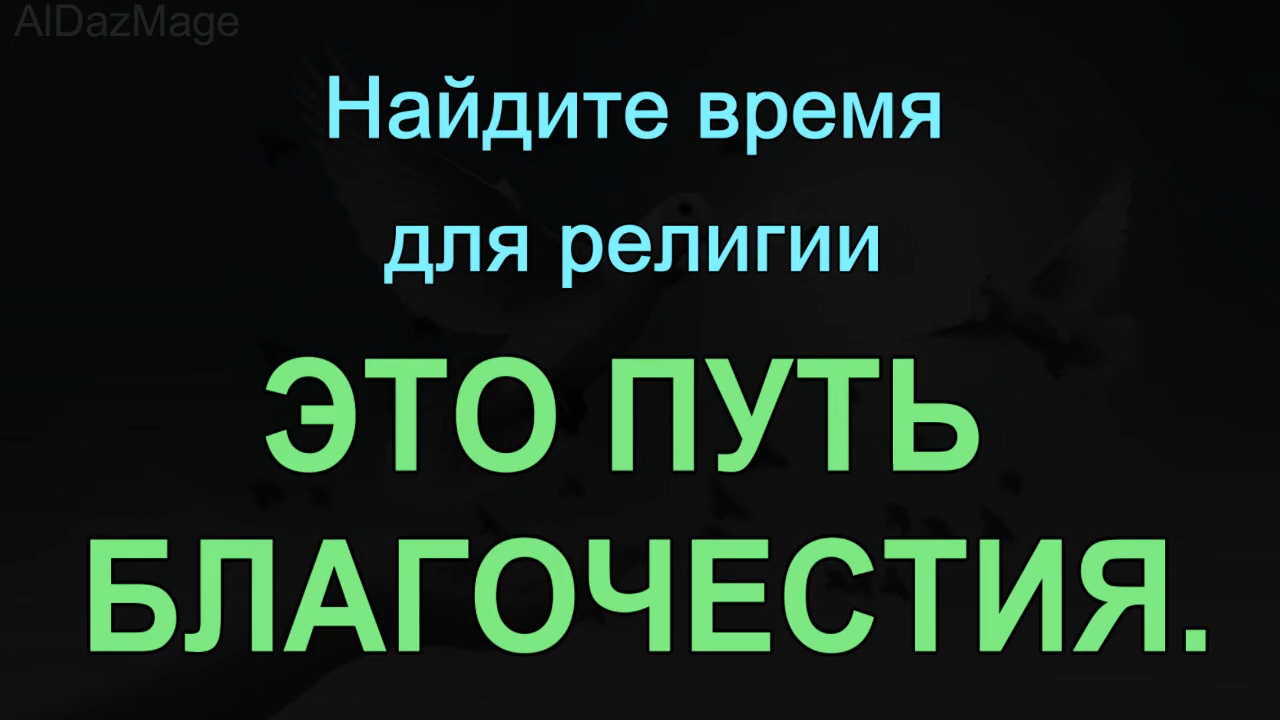 AlDazMage
Найдите время
для религии
ЭТО ПУТЬ
БЛАГОЧЕСТИЯ.